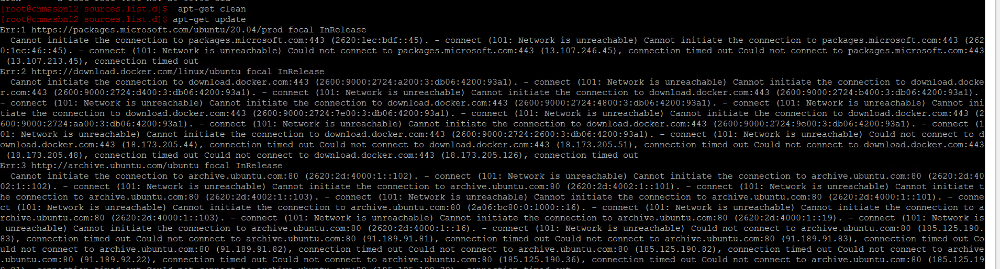 [root@cnmasbn12 sources.list.d]$  apt-get clean
[root@cnmasbn12 sources.list.d]$ apt-get update
Err:1 https://packages.microsoft.com/ubuntu/20.04/prod focal InRelease
  Cannot initiate the connection to packages.microsoft.com:443 (2620:1ec:bdf::45). - connect (101: Network is unreachable) Cannot initiate the connection to packages.microsoft.com:443 (262
0:1ec:46::45). - connect (101: Network is unreachable) Could not connect to packages.microsoft.com:443 (13.107.246.45), connection timed out Could not connect to packages.microsoft.com:443
 (13.107.213.45), connection timed out
Err:2 https://download.docker.com/linux/ubuntu focal InRelease
  Cannot initiate the connection to download.docker.com:443 (2600:9000:2724:a200:3:db06:4200:93a1). - connect (101: Network is unreachable) Cannot initiate the connection to download.docke
r.com:443 (2600:9000:2724:d400:3:db06:4200:93a1). - connect (101: Network is unreachable) Cannot initiate the connection to download.docker.com:443 (2600:9000:2724:b400:3:db06:4200:93a1).
- connect (101: Network is unreachable) Cannot initiate the connection to download.docker.com:443 (2600:9000:2724:4800:3:db06:4200:93a1). - connect (101: Network is unreachable) Cannot ini
tiate the connection to download.docker.com:443 (2600:9000:2724:7e00:3:db06:4200:93a1). - connect (101: Network is unreachable) Cannot initiate the connection to download.docker.com:443 (2
600:9000:2724:aa00:3:db06:4200:93a1). - connect (101: Network is unreachable) Cannot initiate the connection to download.docker.com:443 (2600:9000:2724:9e00:3:db06:4200:93a1). - connect (1
01: Network is unreachable) Cannot initiate the connection to download.docker.com:443 (2600:9000:2724:2600:3:db06:4200:93a1). - connect (101: Network is unreachable) Could not connect to d
ownload.docker.com:443 (18.173.205.44), connection timed out Could not connect to download.docker.com:443 (18.173.205.51), connection timed out Could not connect to download.docker.com:443
 (18.173.205.48), connection timed out Could not connect to download.docker.com:443 (18.173.205.126), connection timed out
Err:3 http://archive.ubuntu.com/ubuntu focal InRelease
  Cannot initiate the connection to archive.ubuntu.com:80 (2620:2d:4000:1::102). - connect (101: Network is unreachable) Cannot initiate the connection to archive.ubuntu.com:80 (2620:2d:40
02:1::102). - connect (101: Network is unreachable) Cannot initiate the connection to archive.ubuntu.com:80 (2620:2d:4002:1::101). - connect (101: Network is unreachable) Cannot initiate t
he connection to archive.ubuntu.com:80 (2620:2d:4002:1::103). - connect (101: Network is unreachable) Cannot initiate the connection to archive.ubuntu.com:80 (2620:2d:4000:1::101). - conne
ct (101: Network is unreachable) Cannot initiate the connection to archive.ubuntu.com:80 (2a06:bc80:0:1000::16). - connect (101: Network is unreachable) Cannot initiate the connection to a
rchive.ubuntu.com:80 (2620:2d:4000:1::103). - connect (101: Network is unreachable) Cannot initiate the connection to archive.ubuntu.com:80 (2620:2d:4000:1::19). - connect (101: Network is
 unreachable) Cannot initiate the connection to archive.ubuntu.com:80 (2620:2d:4000:1::16). - connect (101: Network is unreachable) Could not connect to archive.ubuntu.com:80 (185.125.190.
83), connection timed out Could not connect to archive.ubuntu.com:80 (91.189.91.81), connection timed out Could not connect to archive.ubuntu.com:80 (91.189.91.83), connection timed out Co
uld not connect to archive.ubuntu.com:80 (91.189.91.82), connection timed out Could not connect to archive.ubuntu.com:80 (185.125.190.82), connection timed out Could not connect to archive
.ubuntu.com:80 (91.189.92.22), connection timed out Could not connect to archive.ubuntu.com:80 (185.125.190.36), connection timed out Could not connect to archive.ubuntu.com:80 (185.125.19